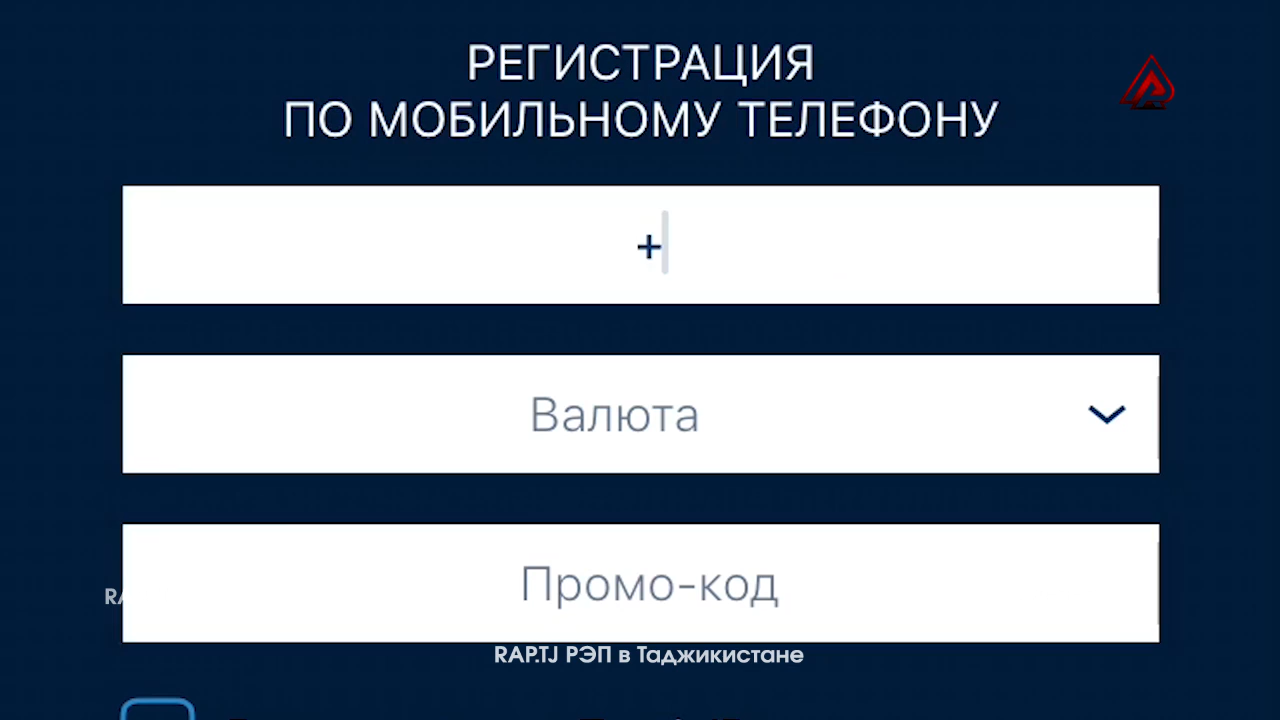 РЕГИСТРАЦИЯ
ПО МОБИЛЬНОМУ ТЕЛЕФОНУ
+
Валюта
Промо-код
RAP.TJ РЭП в Таджикистане